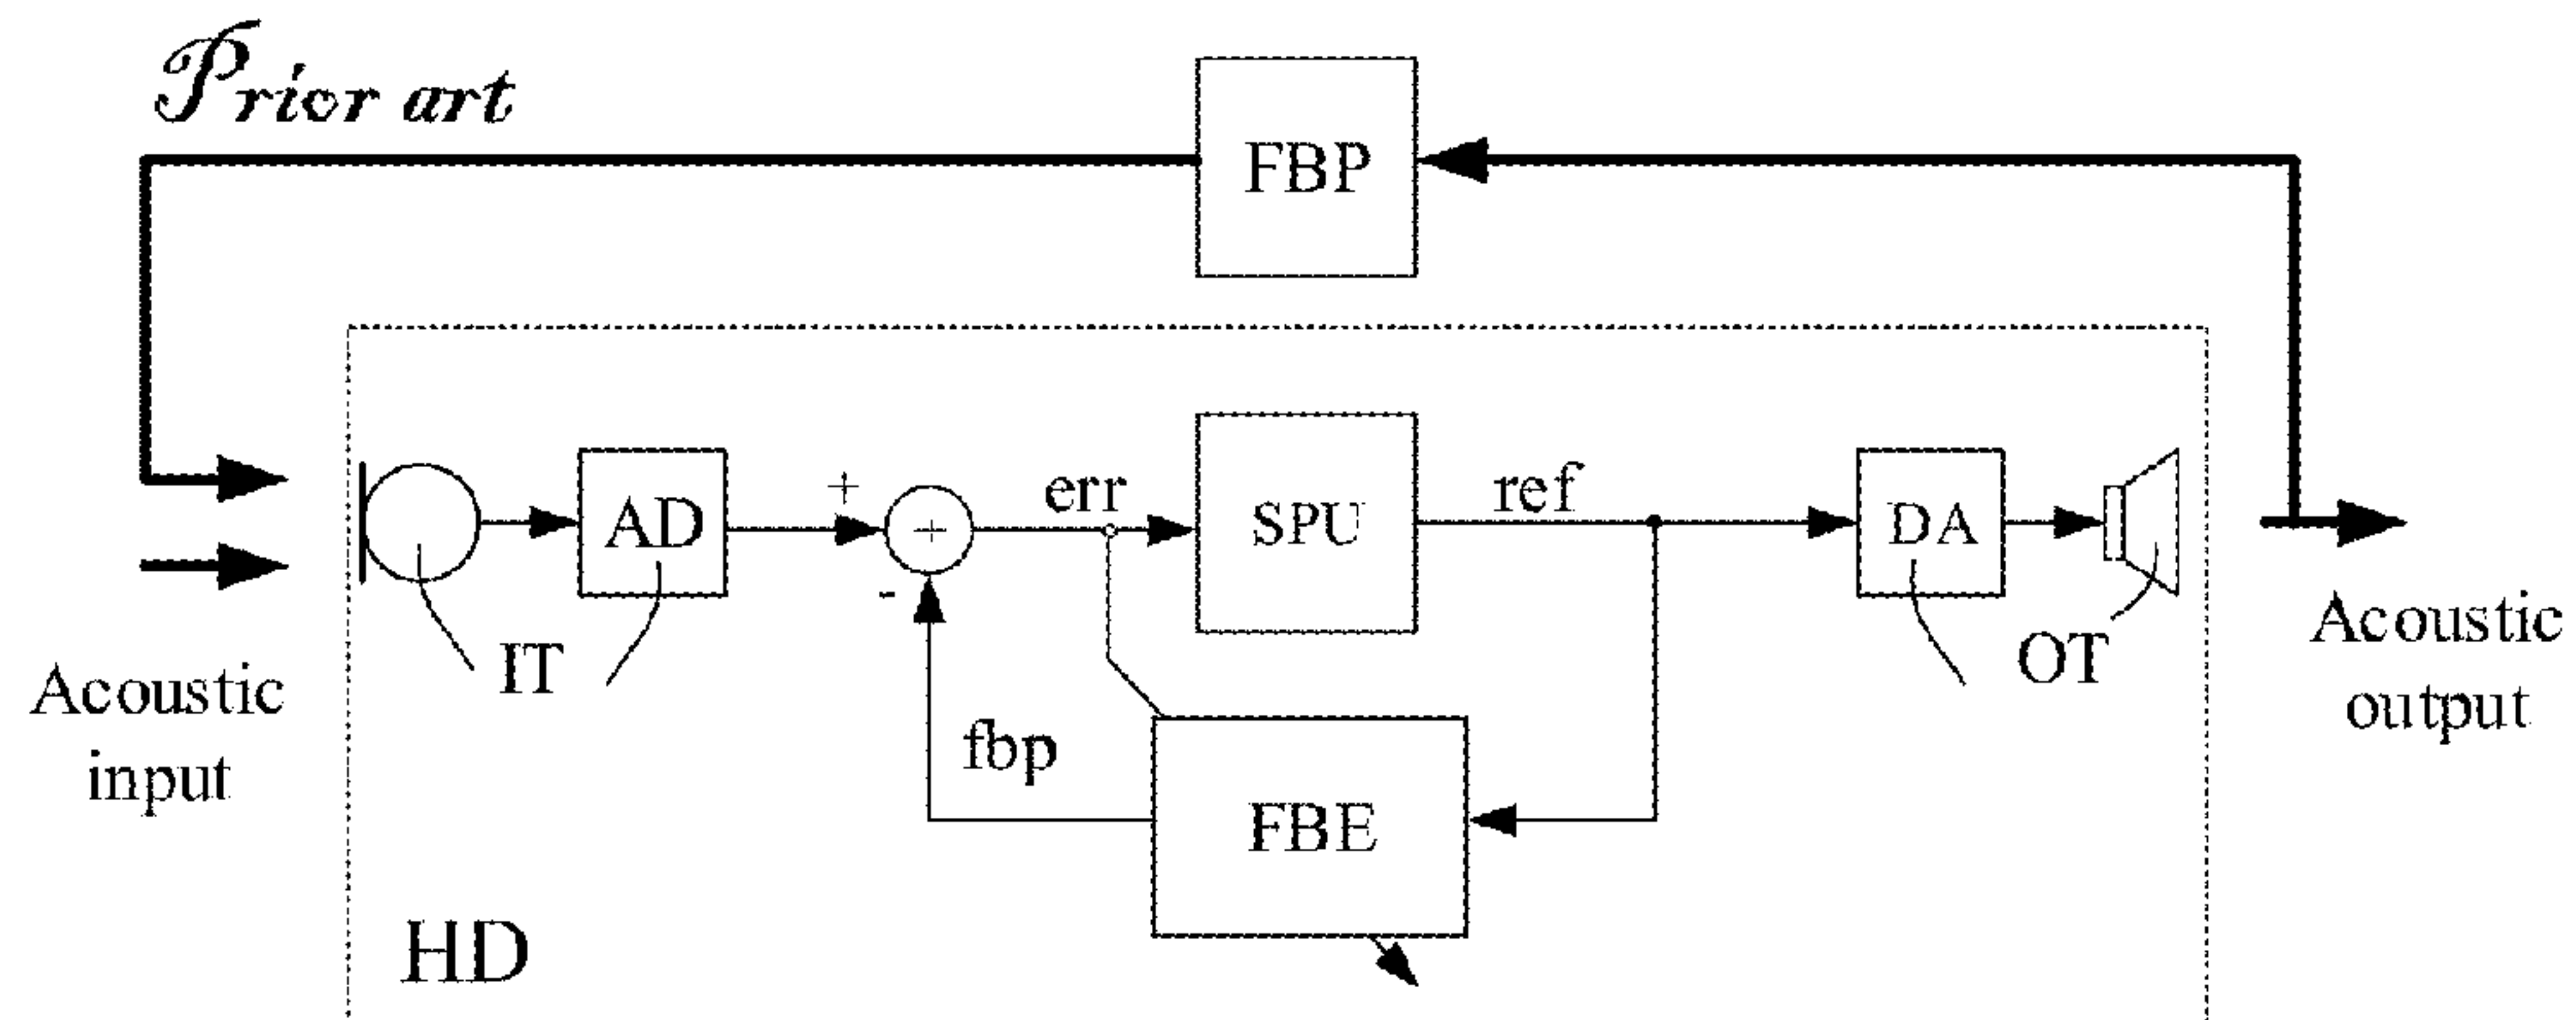 Prior art
FBP
+
err
ref
AD
+
SPU
DA
-
IT
OT
Acoustic
input
Acoustic
output
fbp
FBE
HD